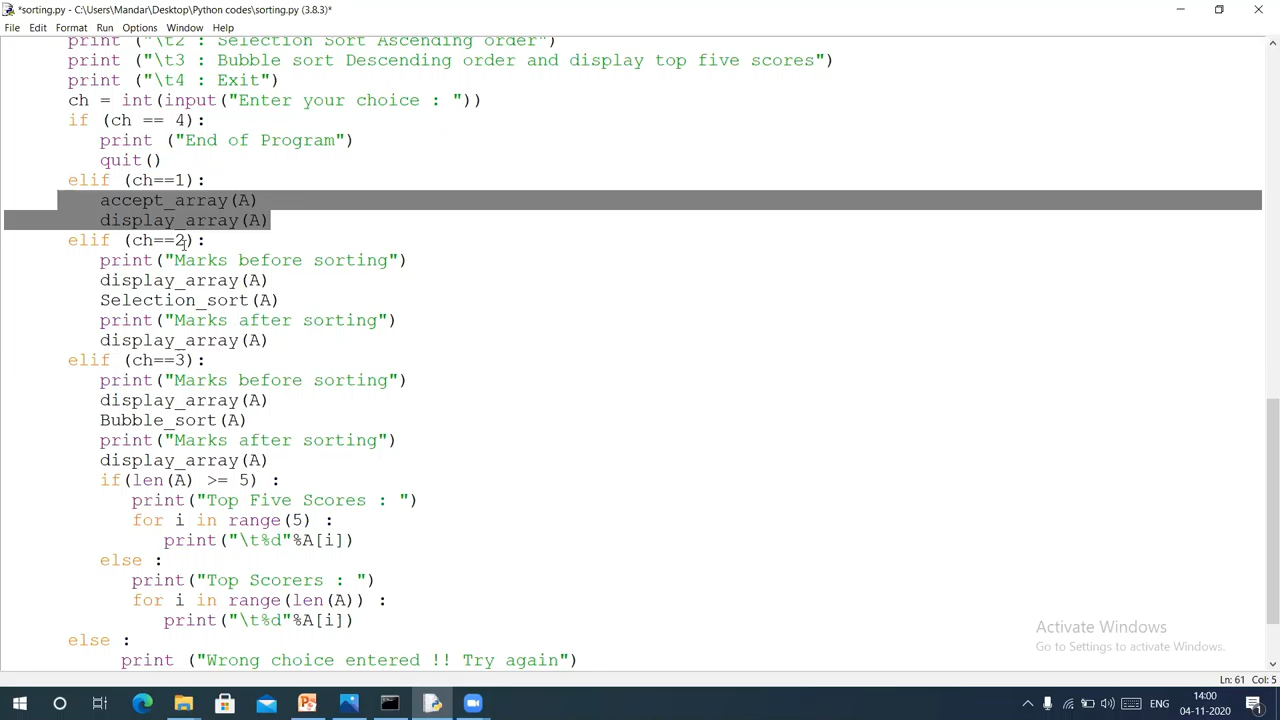 *sorting.py - C:\Users\Mandar\Desktop\Python codes\sorting.py (3.8.3)*
File Edit Format Run Options Window Help
print ("\t2 : Selection Sort Ascending order")
print ("\t3 : Bubble sort Descending order and display top five scores")
print ("\t4 : Exit")
ch = int(input("Enter your choice : "))
if (ch == 4):
print ("End of Program")
quit()
elif (ch==1):
accept_array(A)
display_array(A)
elif (ch==2):
print("Marks before sorting")
display_array(A)
Selection_sort(A)
print("Marks after sorting")
display_array(A)
elif (ch==3):
print("Marks before sorting")
display_array(A)
Bubble_sort(A)
print("Marks after sorting")
display_array(A)
if(len(A) >= 5) :
print("Top Five Scores : ")
for i in range(5) :
print("\t%d"%A[i])
else :
print("Top Scorers : ")
for i in range(len(A)) :
print("\t%d"%A[i])
else :
print ("Wrong choice entered !! Try again")
Activate Windows
Go to Settings to activate Windows.
Ln: 61 Col: 5
ENG
14:00
04-11-2020